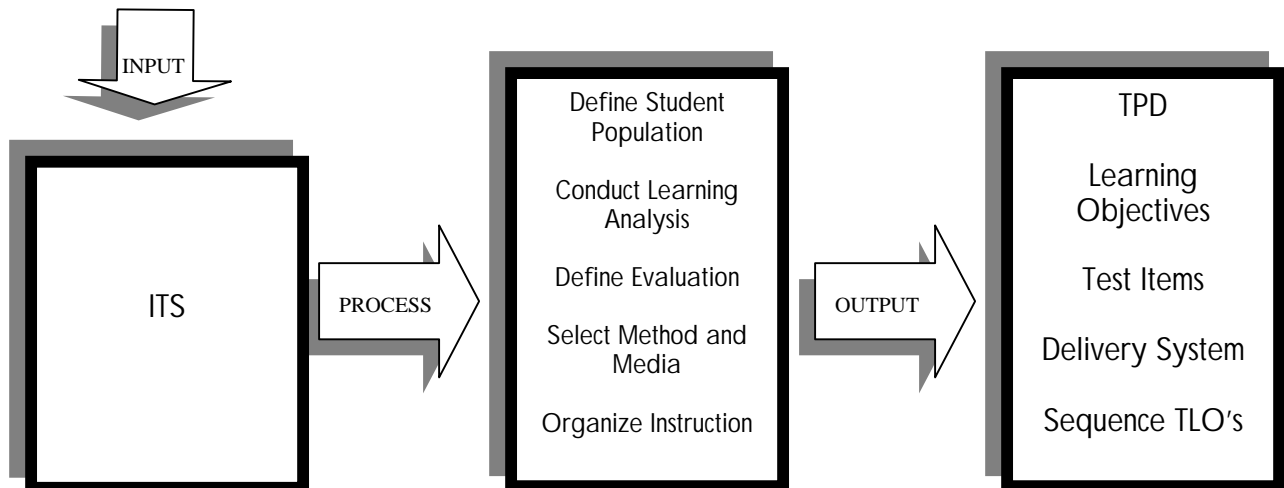 INPUT
ITS
PROCESS
Define Student
Population
Conduct Learning
Analysis
Define Evaluation
Select Method and
Media
Organize Instruction
OUTPUT
TPD
Learning
Objectives
Test Items
Delivery System
Sequence TLO's